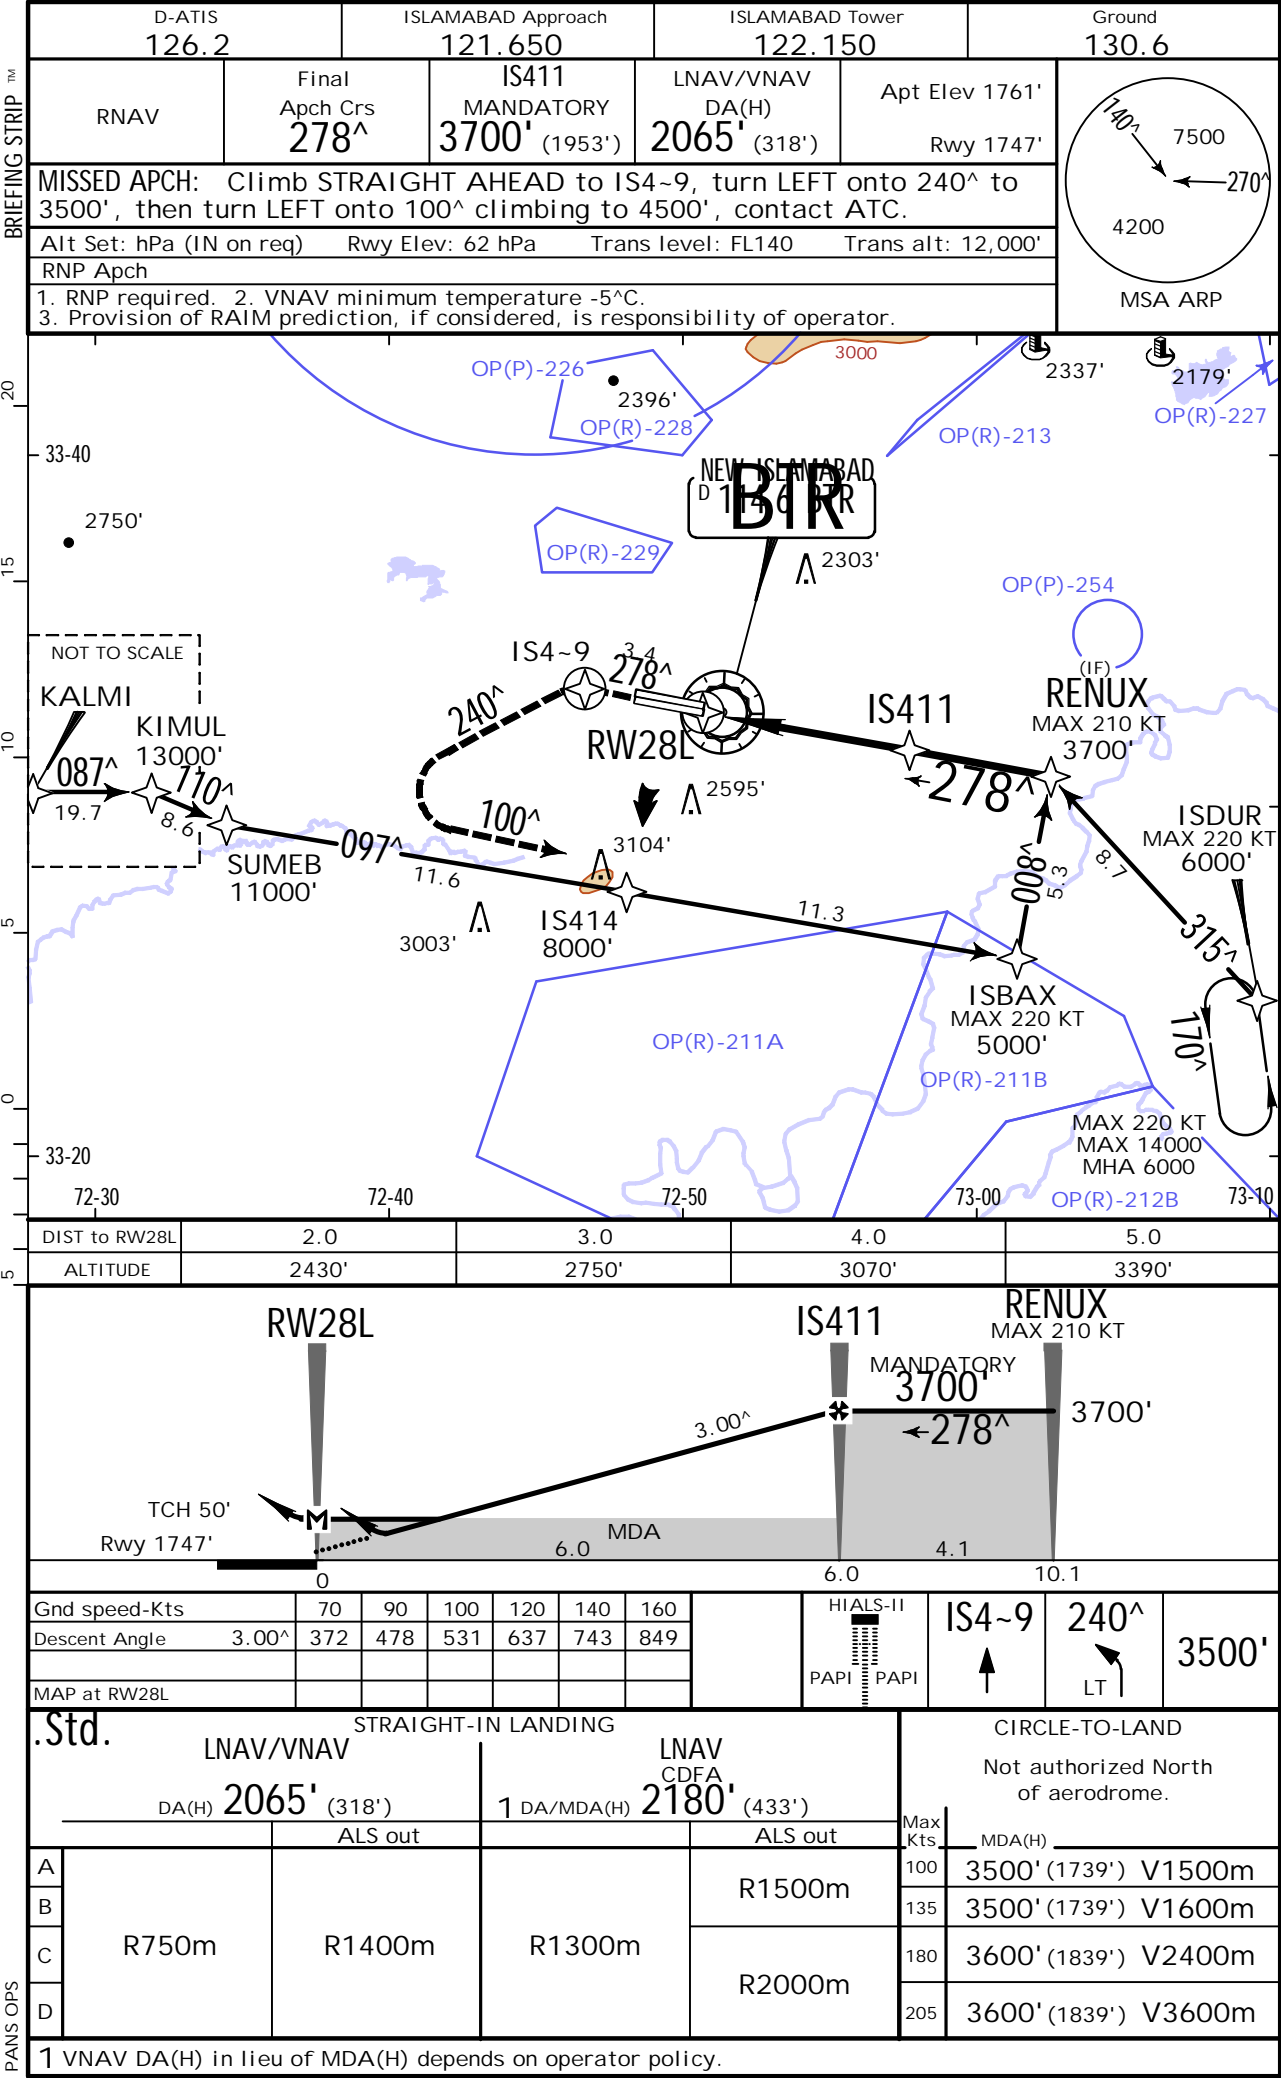 D-ATIS
126.2
ISLAMABAD Approach
121.650
ISLAMABAD Tower
122.150
Ground
130.6
BRIEFING STRIP TM
RNAV
Final
Apch Crs
278^
IS411
MANDATORY
3700' (1953')
LNAV/VNAV
DA(H)
2065' (318')
Apt Elev 1761'
Rwy 1747'
140^
7500
270^
4200
MSA ARP
MISSED APCH: Climb STRAIGHT AHEAD to IS4~9, turn LEFT onto 240^ to
3500', then turn LEFT onto 100^ climbing to 4500', contact ATC.
Alt Set: hPa (IN on req) Rwy Elev: 62 hPa Trans level: FL140 Trans alt: 12,000'
RNP Apch
1. RNP required. 2. VNAV minimum temperature -5^C.
3. Provision of RAIM prediction, if considered, is responsibility of operator.
3000
OP(P)-226
2396'
OP(R)-228
2337'
2179'
OP(R)-227
OP(R)-213
20
33-40
NEW ISLAMABAD
D 114.6 BTR
BTR
2750'
OP(R)-229
2303'
15
OP(P)-254
NOT TO SCALE
KALMI
KIMUL
13000'
087^
19.7
110^
8.6
IS4~9
3.4
278^
240^
RW28L
IS411
(IF)
RENUX
MAX 210 KT
3700'
278^
10
2595'
100^
3104'
ISDUR
MAX 220 KT
6000'
SUMEB
11000'
097^
11.6
008^
5.3
8.7
315^
3003'
IS414
8000'
11.3
5
ISBAX
MAX 220 KT
5000'
170^
OP(R)-211A
OP(R)-211B
0
MAX 220 KT
MAX 14000
MHA 6000
33-20
72-30
72-40
72-50
73-00
73-10
OP(R)-212B
5
DIST to RW28L 2.0 3.0 4.0 5.0
ALTITUDE 2430' 2750' 3070' 3390'
RW28L
IS411
RENUX
MAX 210 KT
MANDATORY
3700'
3700'
278^
3.00^
TCH 50'
Rwy 1747'
MDA
6.0
4.1
0
6.0
10.1
Gnd speed-Kts 70 90 100 120 140 160
Descent Angle 3.00^ 372 478 531 637 743 849
MAP at RW28L
HIALS-II
PAPI PAPI
IS4~9
240^
LT
3500'
.Std.
STRAIGHT-IN LANDING
LNAV/VNAV
DA(H) 2065' (318')
LNAV
CDFA
1 DA/MDA(H) 2180' (433')
ALS out
ALS out
A
B
C
D
R750m
R1400m
R1300m
R1500m
R2000m
CIRCLE-TO-LAND
Not authorized North
of aerodrome.
Max
Kts
MDA(H)
100 3500' (1739') V1500m
135 3500' (1739') V1600m
180 3600' (1839') V2400m
205 3600' (1839') V3600m
PANS OPS
1 VNAV DA(H) in lieu of MDA(H) depends on operator policy.